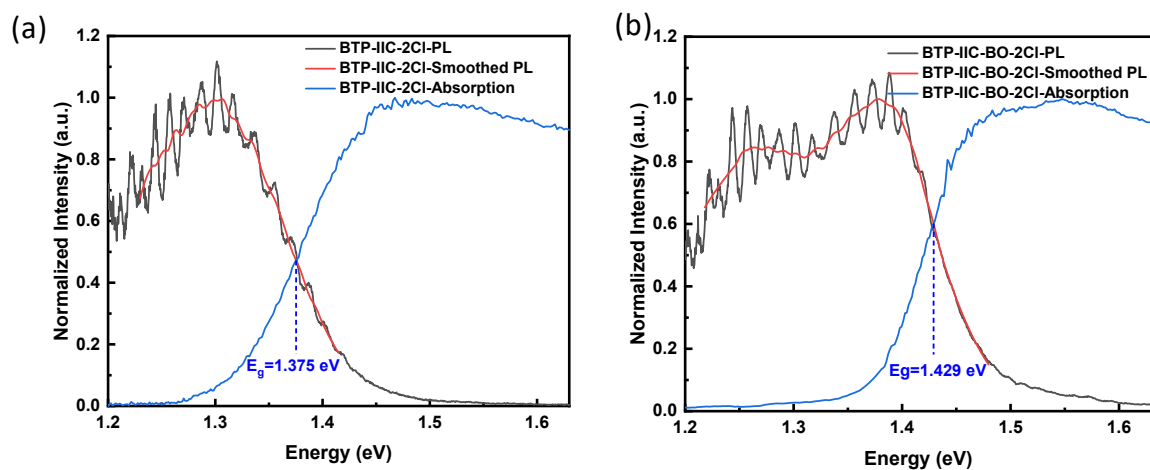 (a)
1.2
1.0
0.8
0.6
0.4
0.2
0.0
Normalized Intensity (a.u.)
BTP-IIC-2Cl-PL
BTP-IIC-2Cl-Smoothed PL
BTP-IIC-2Cl-Absorption
Eg=1.375 eV
1.2 1.3 1.4 1.5 1.6
Energy (eV)
(b)
1.2
1.0
0.8
0.6
0.4
0.2
0.0
Normalized Intensity (a.u.)
BTP-IIC-BO-2Cl-PL
BTP-IIC-BO-2Cl-Smoothed PL
BTP-IIC-BO-2Cl-Absorption
Eg=1.429 eV
1.2 1.3 1.4 1.5 1.6
Energy (eV)